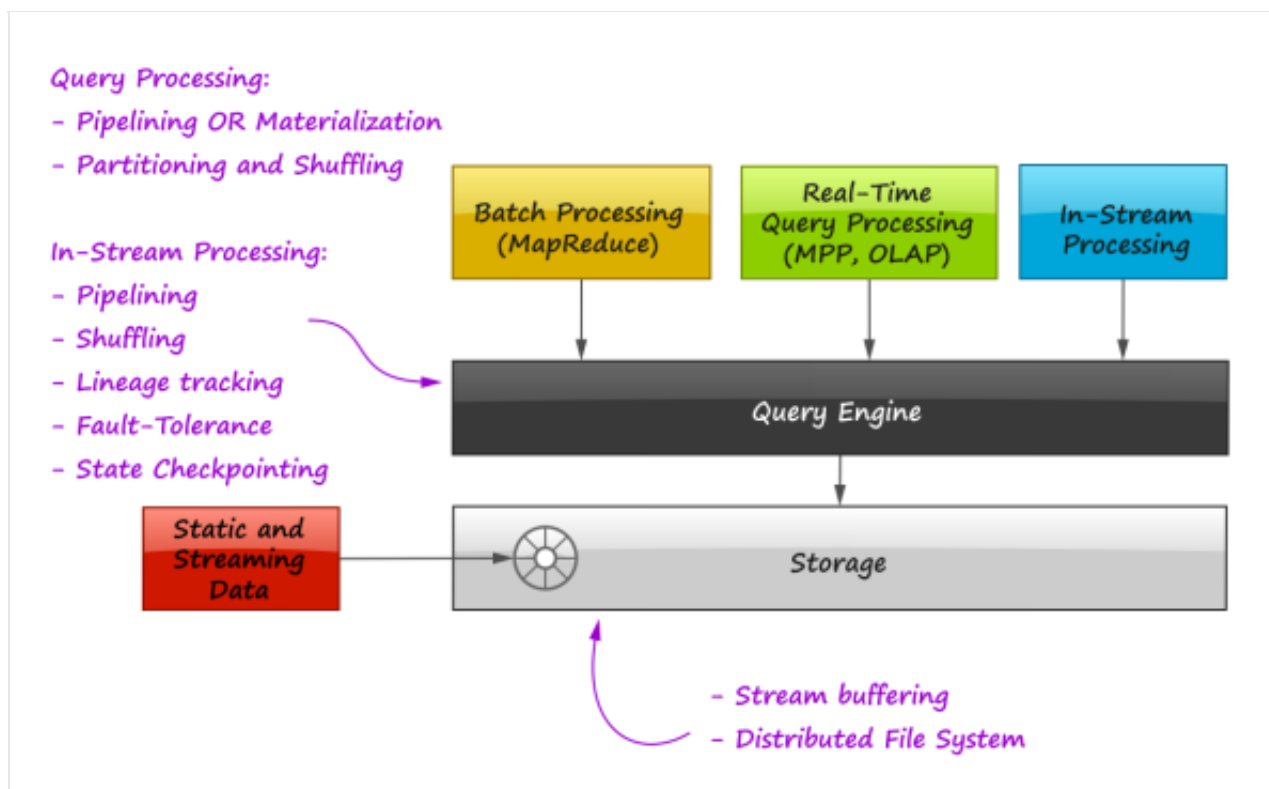 Query Processing:
- Pipelining OR Materialization
- Partitioning and Shuffling
In-Stream Processing:
- Pipelining
- Shuffling
- Lineage tracking
- Fault-Tolerance
- State Checkpointing
Batch Processing
(MapReduce)
Real-Time
Query Processing
(MPP, OLAP)
In-Stream
Processing
Query Engine
Static and
Streaming
Data
Storage
- Stream buffering
- Distributed File System